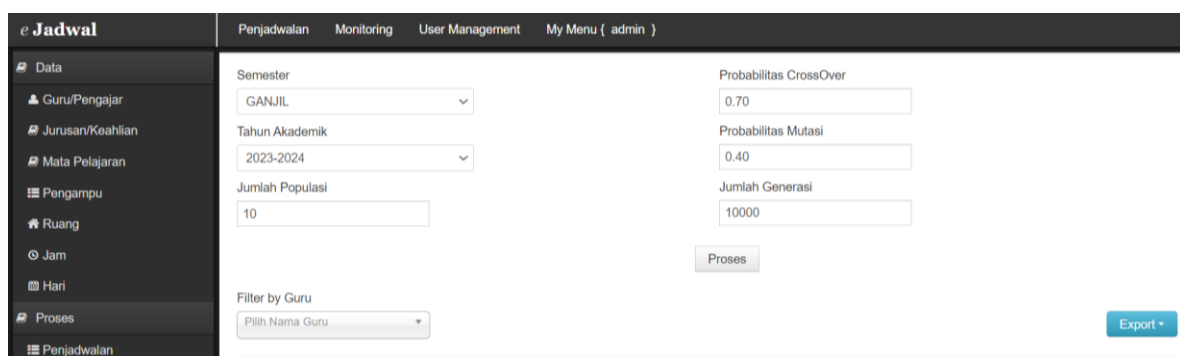 e Jadwal
Penjadwalan Monitoring User Management My Menu { admin }
Data
Guru/Pengajar
Jurusan/Keahlian
Mata Pelajaran
Pengampu
Ruang
Jam
Hari
Proses
Penjadwalan
Semester
GANJIL
Tahun Akademik
2023-2024
Jumlah Populasi
10
Probabilitas CrossOver
0.70
Probabilitas Mutasi
0.40
Jumlah Generasi
10000
Proses
Filter by Guru
Pilih Nama Guru
Export